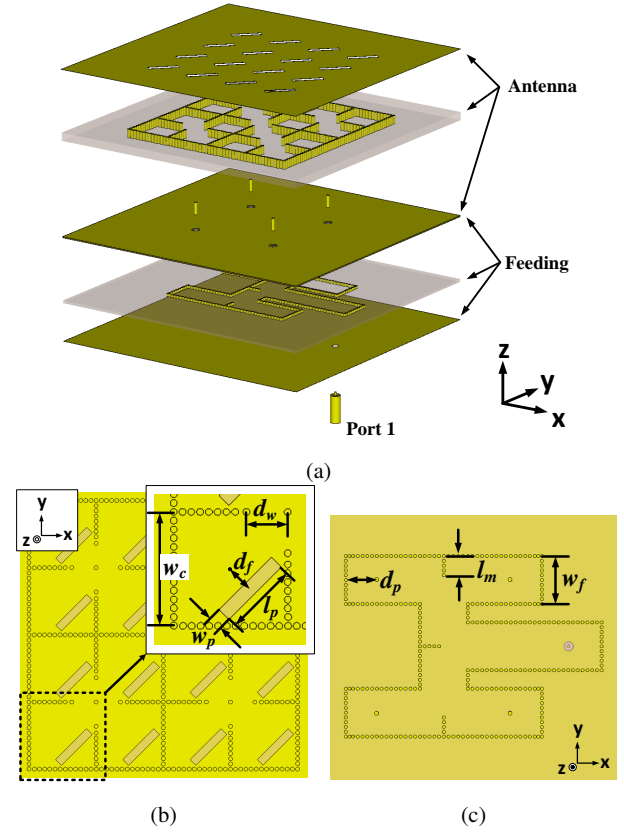 Antenna
Feeding
z
y
x
Port 1
(a)
y
z x
d_w
w_c
d_f
l_p
w_p
l_m
d_p
w_f
y
z x
(b) (c)